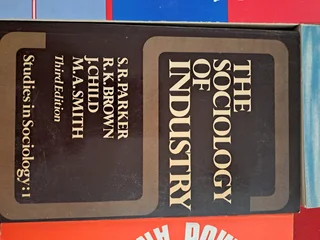 THE
SOCIOLOGY
OF
INDUSTRY
S.R.PARKER
R.K.BROWN
J.CHILD
M.A.SMITH
Third Edition
Studies in Sociology:1